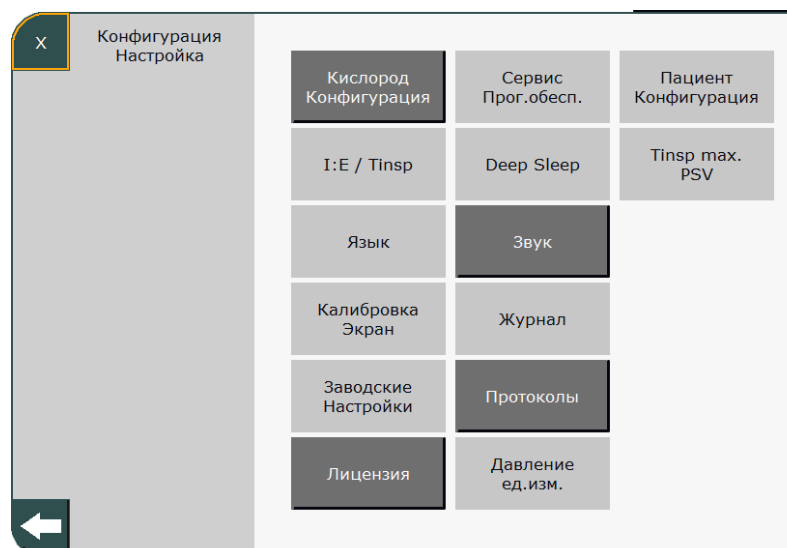 X
Конфигурация
Настройка
Кислород
Конфигурация
Сервис
Прог.обесп.
Пациент
Конфигурация
I:E / Tinsp
Deep Sleep
Tinsp max.
PSV
Язык
Звук
Калибровка
Экран
Журнал
Заводские
Настройки
Протоколы
Лицензия
Давление
ед.изм.